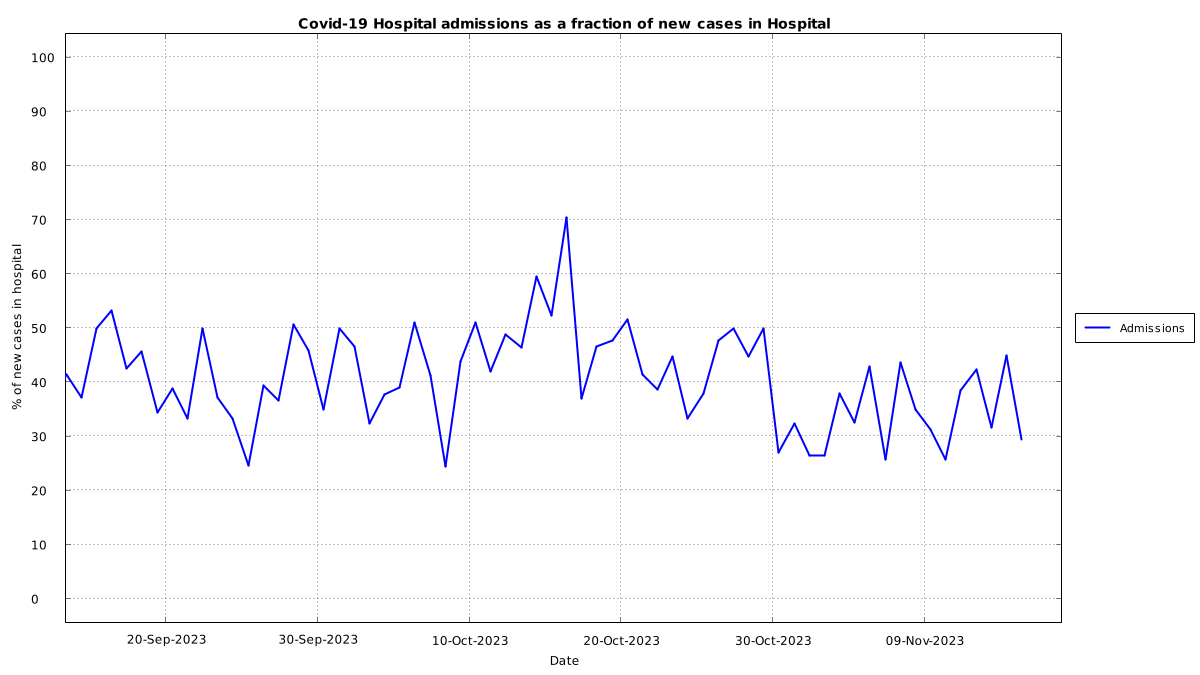 Covid-19 Hospital admissions as a fraction of new cases in Hospital
100
90
80
70
60
50
40
30
20
10
0
% of new cases in hospital
20-Sep-2023
30-Sep-2023
10-Oct-2023
20-Oct-2023
30-Oct-2023
09-Nov-2023
Date
Admissions